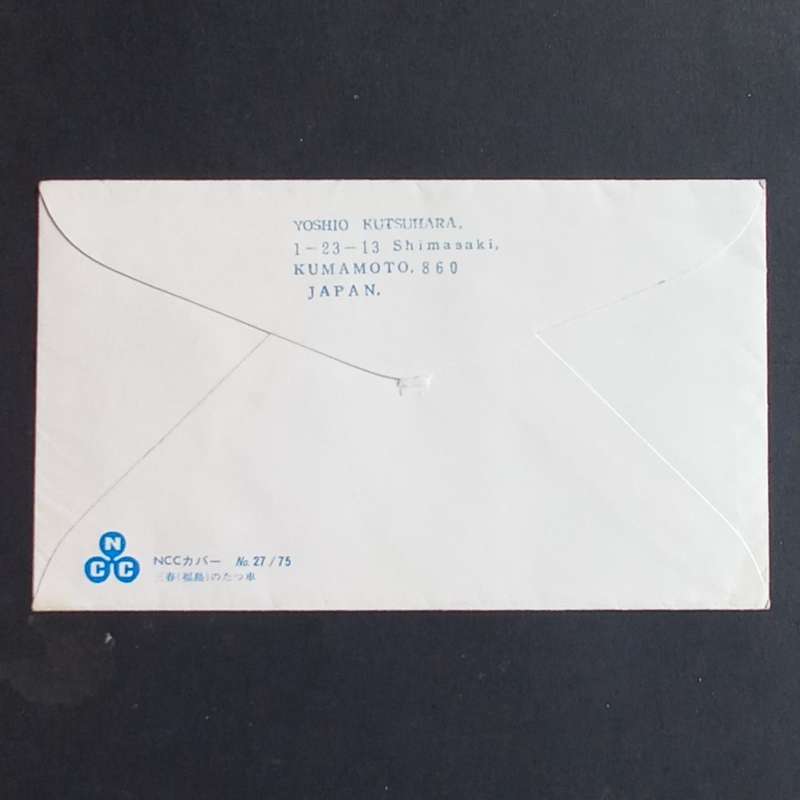 YOSHIO KUTSUHARA,
1-23-13 Shimasaki,
KUMAMOTO, 860
JAPAN,
N
C C
NCCカバー No. 27/75
三春(福島)のたつ車